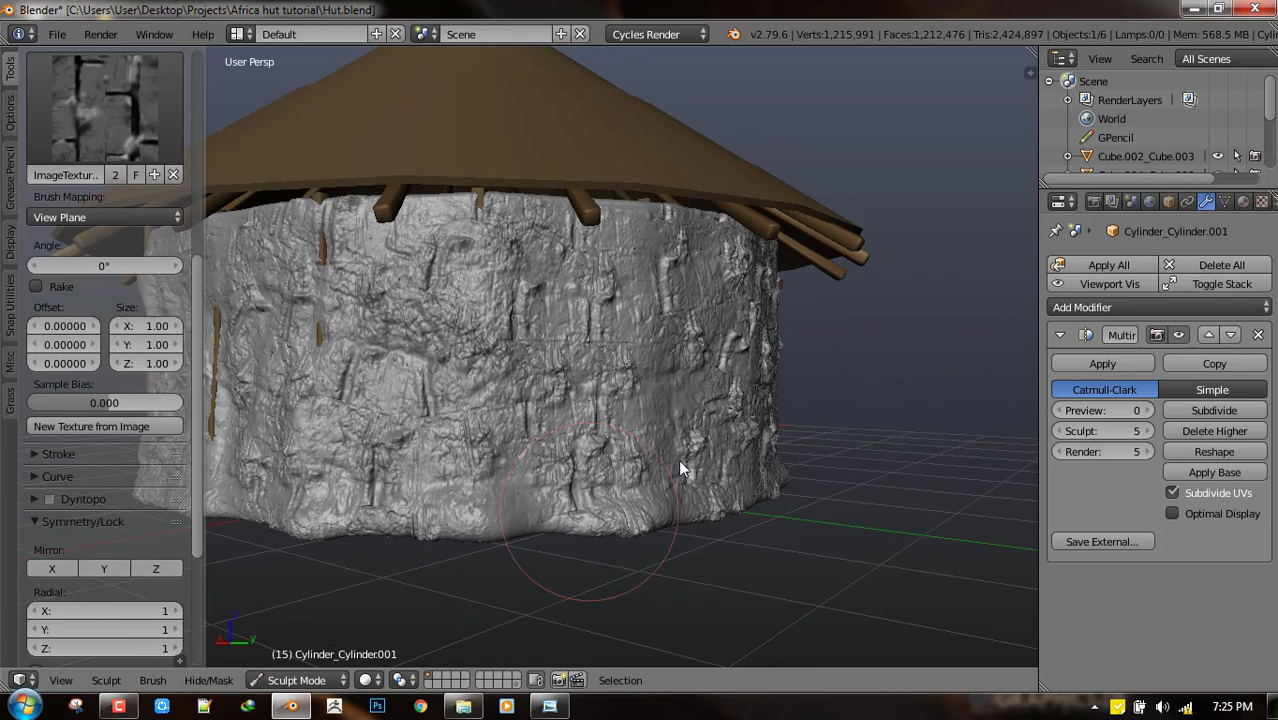 Blender* [C:\Users\User\Desktop\Projects\Africa hut tutorial\Hut.blend]
File Render Window Help Default Scene Cycles Render v2.79.6 | Verts:1,215,991 | Faces:1,212,476 | Tris:2,424,897 | Objects:1/6 | Lamps:0/0 | Mem: 568.5 MB | Cylin
Tools
Options
Grease Pencil
Display
Snap Utilities
Misc
Grass
ImageTextur.. 2 F
Brush Mapping:
View Plane
Angle:
0°
Rake
Offset: Size:
0.00000 X: 1.00
0.00000 Y: 1.00
0.00000 Z: 1.00
Sample Bias:
0.000
New Texture from Image
Stroke
Curve
Dyntopo
Symmetry/Lock
Mirror:
X Y Z
Radial:
X: 1
Y: 1
Z: 1
User Persp
x y
(15) Cylinder_Cylinder.001
View Sculpt Brush Hide/Mask Sculpt Mode Selection
View Search All Scenes
Scene
RenderLayers
World
GPencil
Cube.002_Cube.003
Cylinder_Cylinder.001
Apply All Delete All
Viewport Vis Toggle Stack
Add Modifier
Multir
Apply Copy
Catmull-Clark Simple
Preview: 0 Subdivide
Sculpt: 5 Delete Higher
Render: 5 Reshape
Apply Base
Subdivide UVs
Optimal Display
Save External...
Ps
7:25 PM